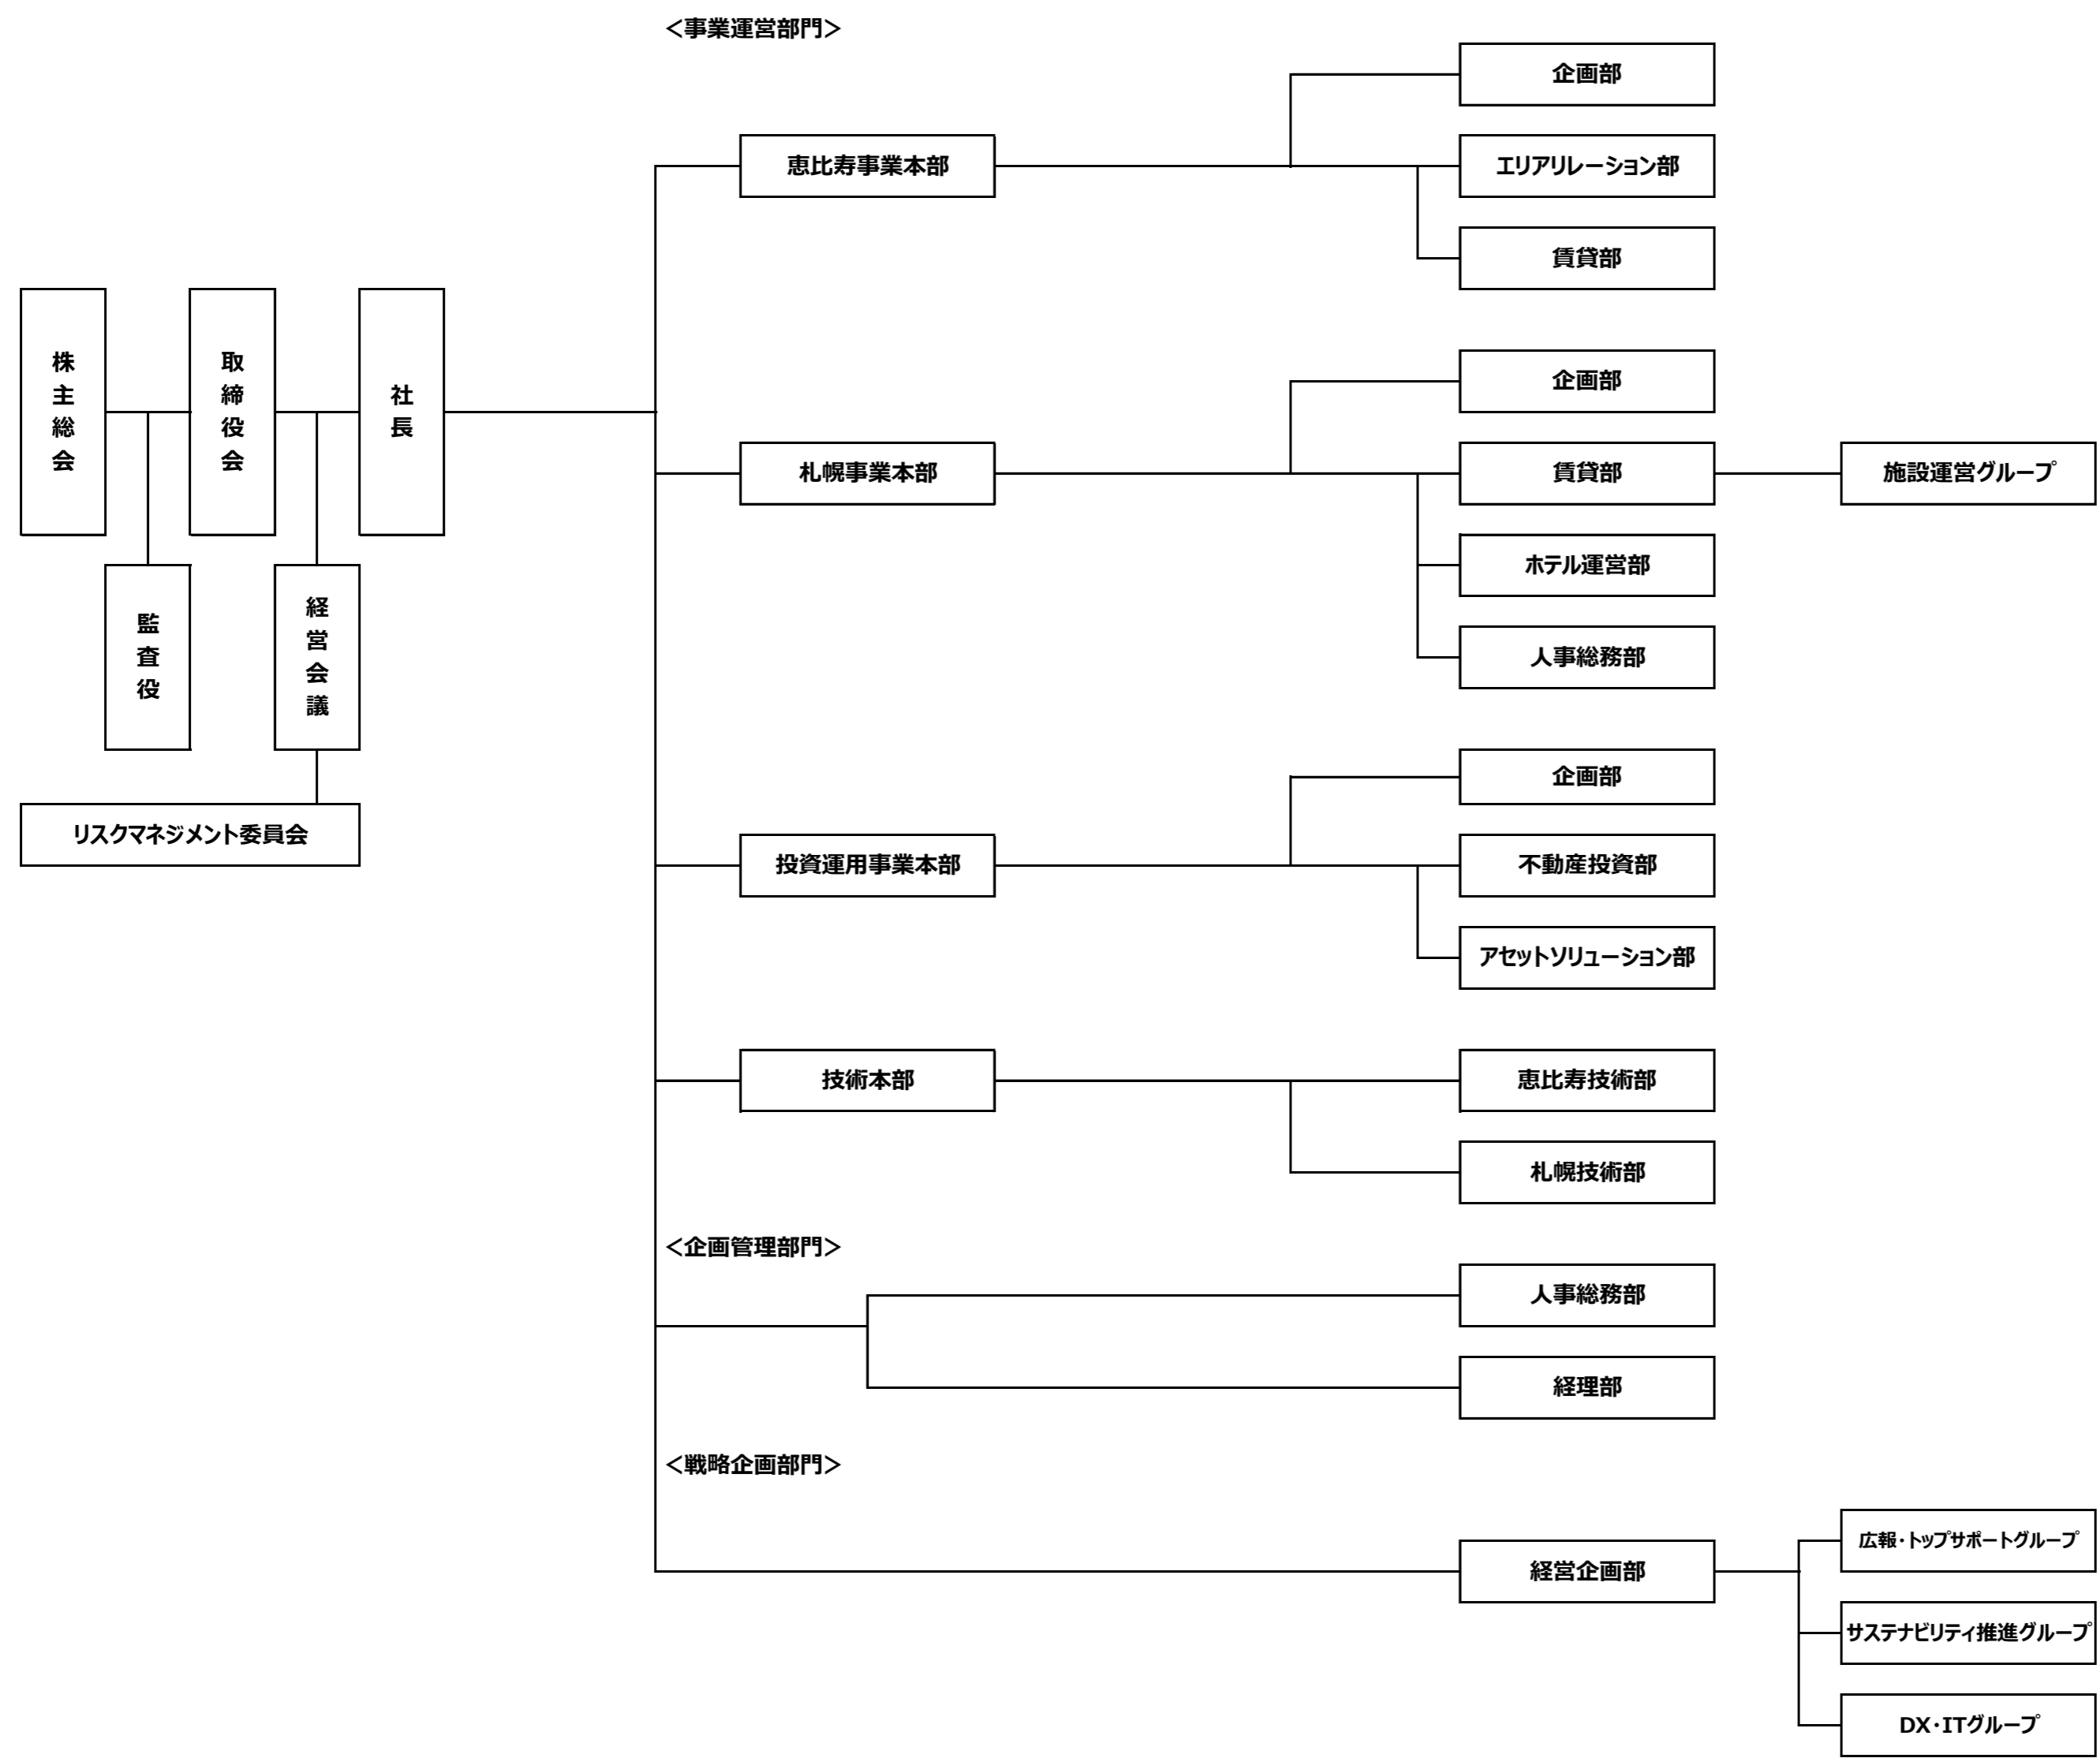 ＜事業運営部門＞
企画部
恵比寿事業本部
エリアリレーション部
賃貸部
株主総会
取締役会
社長
監査役
経営会議
リスクマネジメント委員会
企画部
札幌事業本部
賃貸部
施設運営グループ
ホテル運営部
人事総務部
企画部
投資運用事業本部
不動産投資部
アセットソリューション部
技術本部
恵比寿技術部
札幌技術部
＜企画管理部門＞
人事総務部
経理部
＜戦略企画部門＞
経営企画部
広報・トップサポートグループ
サステナビリティ推進グループ
DX・ITグループ